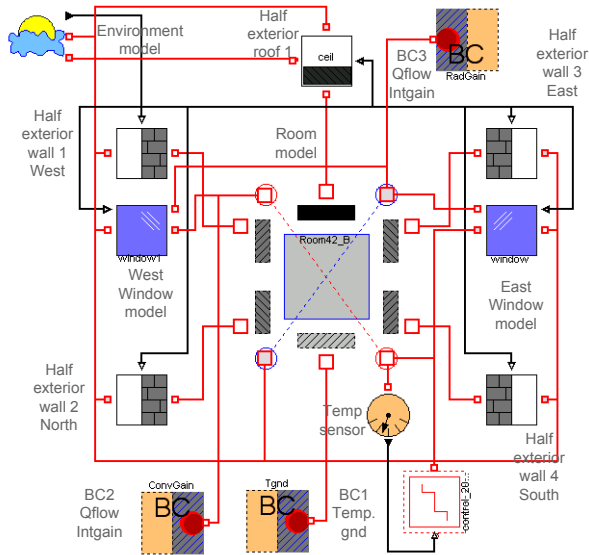 Environment
model
Half
exterior
roof 1
ceil
BC3
Qflow
Intgain
BC
RadGain
Half
exterior
wall 3
East
Half
exterior
wall 1
West
Room
model
window1
West
Window
model
Room42_B
window
East
Window
model
Half
exterior
wall 2
North
Temp
sensor
Half
exterior
wall 4
South
control_20...
BC2
Qflow
Intgain
ConvGain
BC
Tgnd
BC
BC1
Temp.
gnd